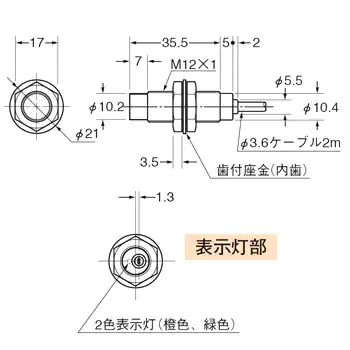 17
35.5
5
2
7
M12×1
φ5.5
φ10.2
φ10.4
φ21
φ3.6ケーブル2m
3.5
歯付座金(内歯)
1.3
表示灯部
2色表示灯(橙色、緑色)